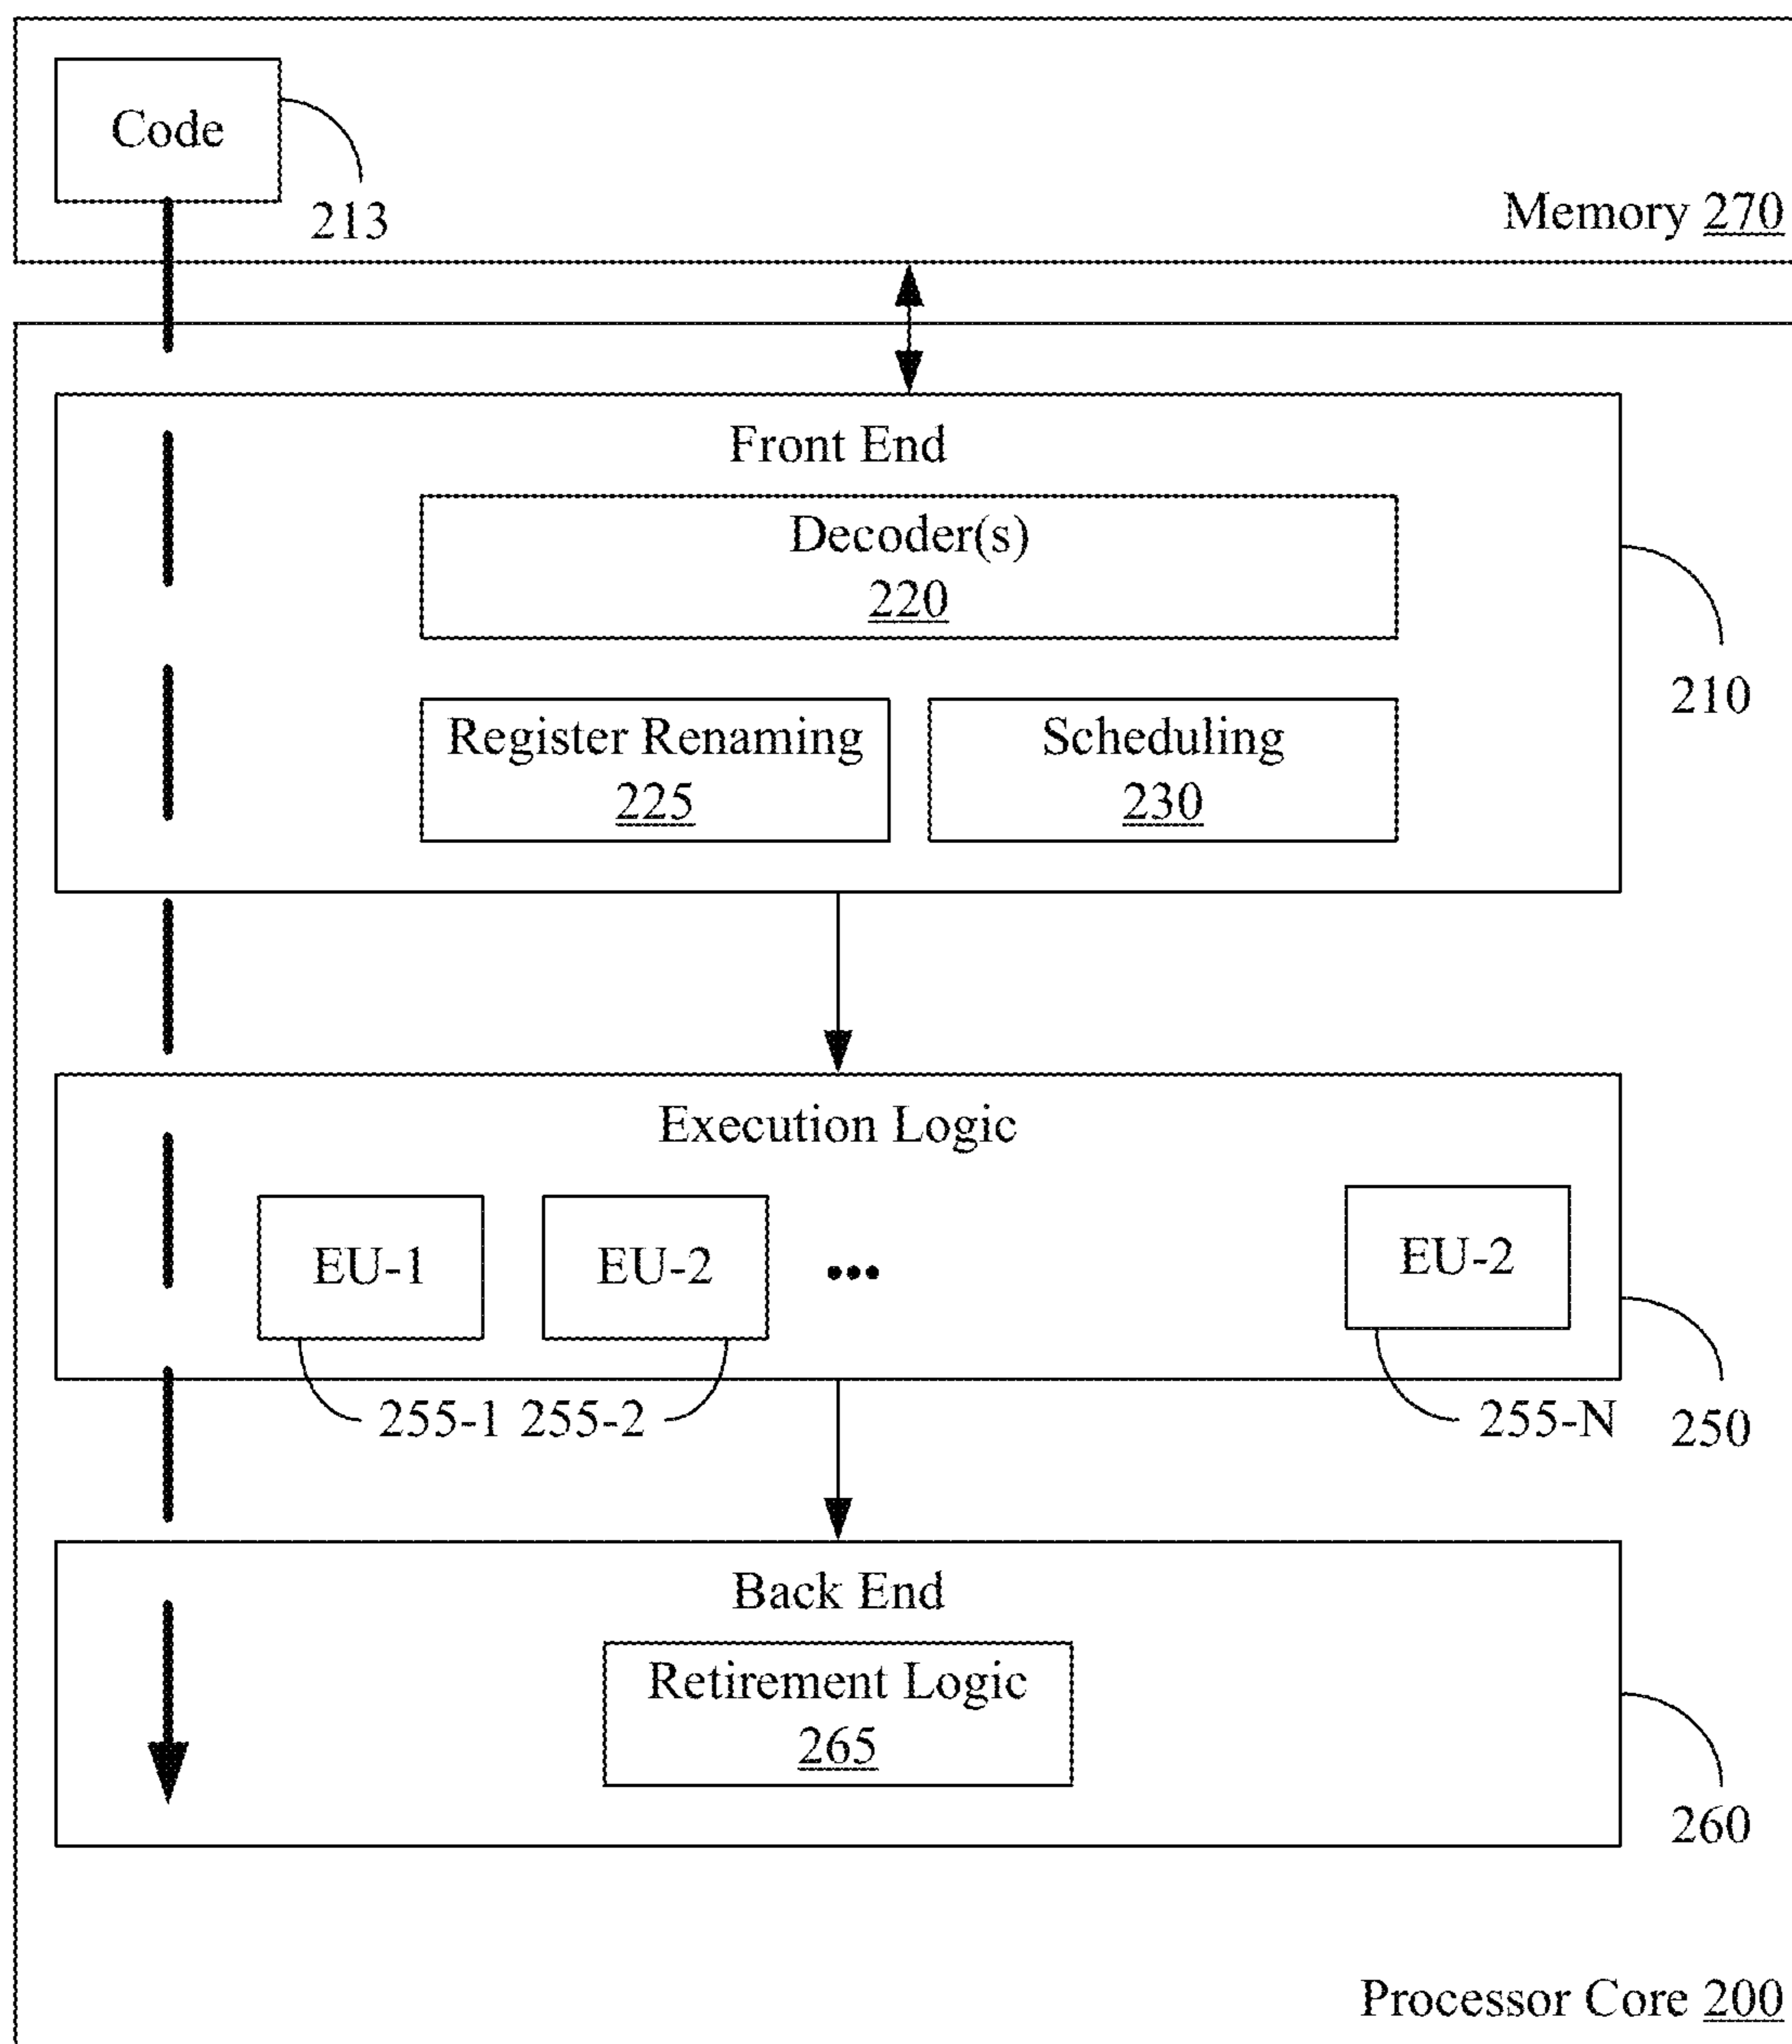 Code
213
Memory 270
Front End
Decoder(s)
220
210
Register Renaming
225
Scheduling
230
Execution Logic
EU-1
EU-2
•••
EU-2
255-1
255-2
255-N
250
Back End
Retirement Logic
265
260
Processor Core 200